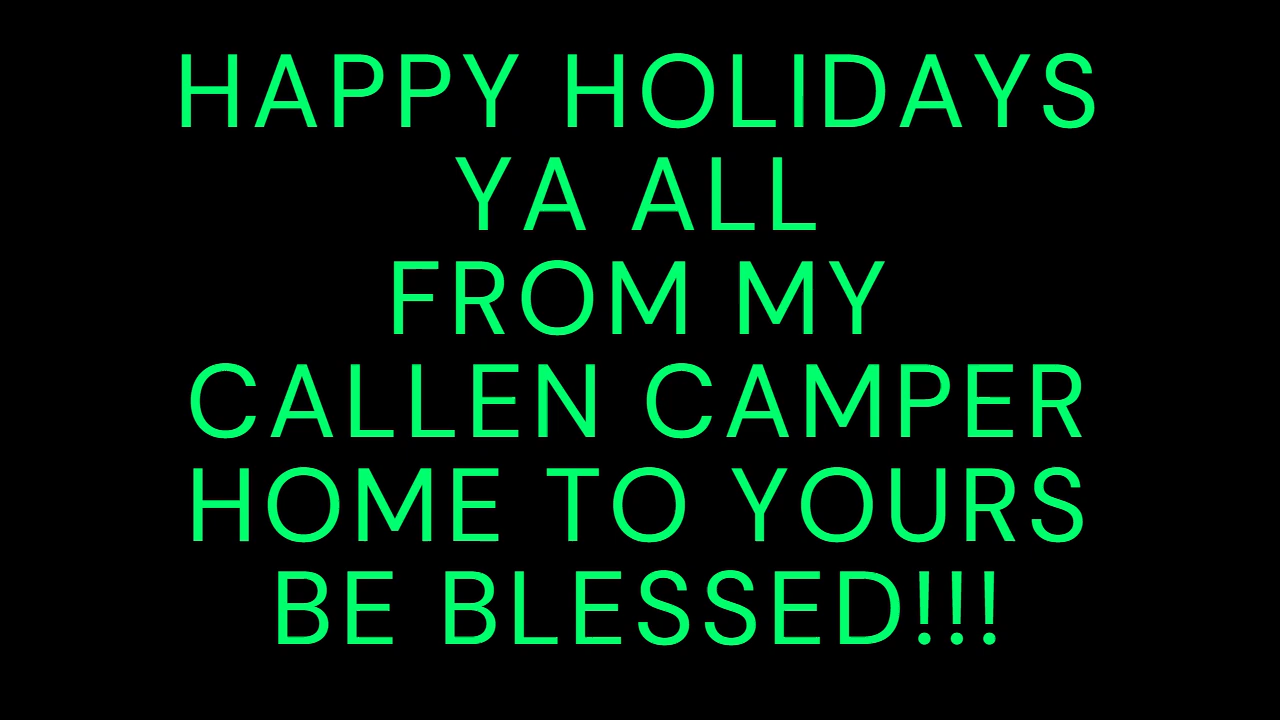 HAPPY HOLIDAYS
YA ALL
FROM MY
CALLEN CAMPER
HOME TO YOURS
BE BLESSED!!!